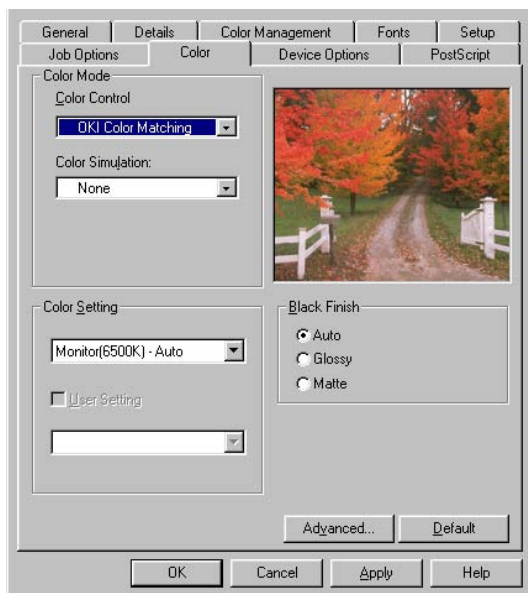 General Details Color Management Fonts Setup
Job Options Color Device Options PostScript
Color Mode
Color Control
OKI Color Matching
Color Simulation:
None
Color Setting
Monitor(6500K) - Auto
User Setting
Black Finish
Auto
Glossy
Matte
Advanced... Default
OK Cancel Apply Help